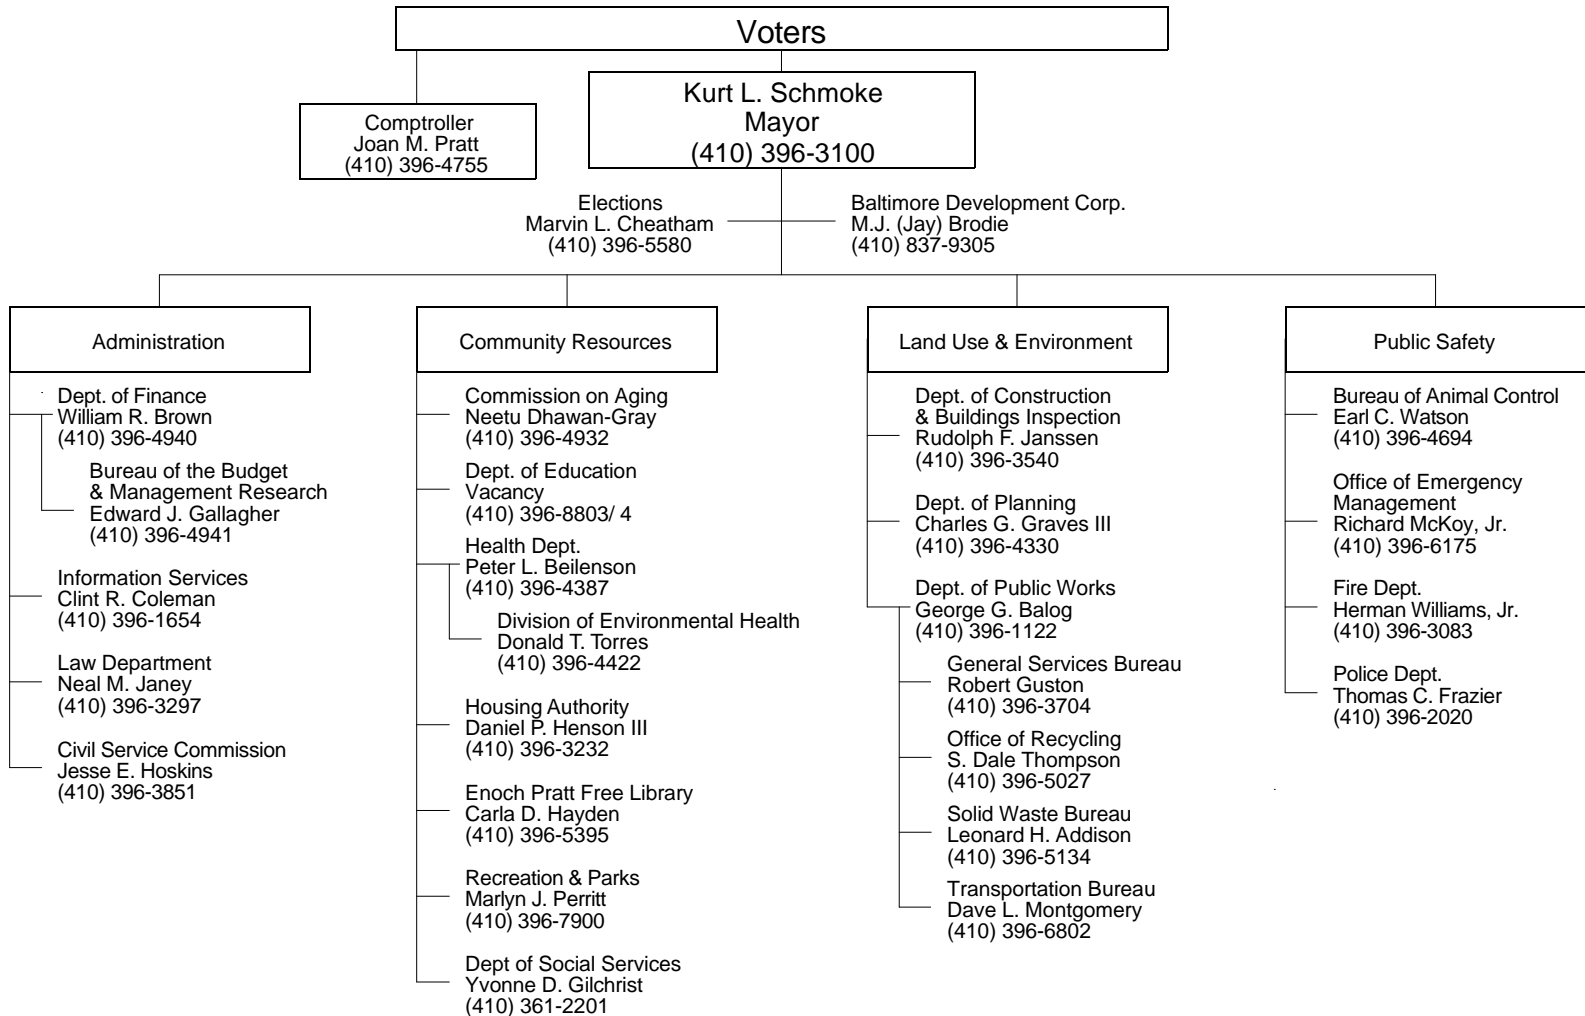 Voters
Kurt L. Schmoke
Mayor
(410) 396-3100
Comptroller
Joan M. Pratt
(410) 396-4755
Elections
Marvin L. Cheatham
(410) 396-5580
Baltimore Development Corp.
M.J. (Jay) Brodie
(410) 837-9305
Administration
Dept. of Finance
William R. Brown
(410) 396-4940
Bureau of the Budget
& Management Research
Edward J. Gallagher
(410) 396-4941
Information Services
Clint R. Coleman
(410) 396-1654
Law Department
Neal M. Janey
(410) 396-3297
Civil Service Commission
Jesse E. Hoskins
(410) 396-3851
Community Resources
Commission on Aging
Neetu Dhawan-Gray
(410) 396-4932
Dept. of Education
Vacancy
(410) 396-8803/ 4
Health Dept.
Peter L. Beilenson
(410) 396-4387
Division of Environmental Health
Donald T. Torres
(410) 396-4422
Housing Authority
Daniel P. Henson III
(410) 396-3232
Enoch Pratt Free Library
Carla D. Hayden
(410) 396-5395
Recreation & Parks
Marlyn J. Perritt
(410) 396-7900
Dept of Social Services
Yvonne D. Gilchrist
(410) 361-2201
Land Use & Environment
Dept. of Construction
& Buildings Inspection
Rudolph F. Janssen
(410) 396-3540
Dept. of Planning
Charles G. Graves III
(410) 396-4330
Dept. of Public Works
George G. Balog
(410) 396-1122
General Services Bureau
Robert Guston
(410) 396-3704
Office of Recycling
S. Dale Thompson
(410) 396-5027
Solid Waste Bureau
Leonard H. Addison
(410) 396-5134
Transportation Bureau
Dave L. Montgomery
(410) 396-6802
Public Safety
Bureau of Animal Control
Earl C. Watson
(410) 396-4694
Office of Emergency
Management
Richard McKoy, Jr.
(410) 396-6175
Fire Dept.
Herman Williams, Jr.
(410) 396-3083
Police Dept.
Thomas C. Frazier
(410) 396-2020